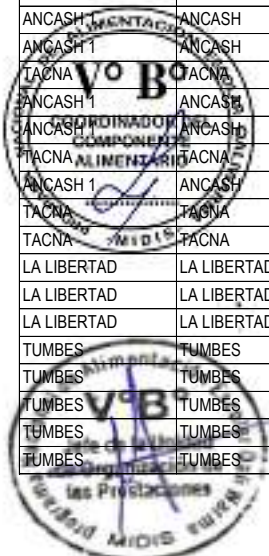 ANCASH 1 ANCASH
ANCASH 1 ANCASH
TACNA TACNA
ANCASH 1 ANCASH
ANCASH 1 ANCASH
TACNA TACNA
ANCASH 1 ANCASH
TACNA TACNA
TACNA TACNA
LA LIBERTAD LA LIBERTAD
LA LIBERTAD LA LIBERTAD
LA LIBERTAD LA LIBERTAD
TUMBES TUMBES
TUMBES TUMBES
TUMBES TUMBES
TUMBES TUMBES
TUMBES TUMBES
V° B°
COORDINADOR DEL
COMPONENTE
ALIMENTARIO
MIDIS
V° B°
las Prestaciones
MIDIS